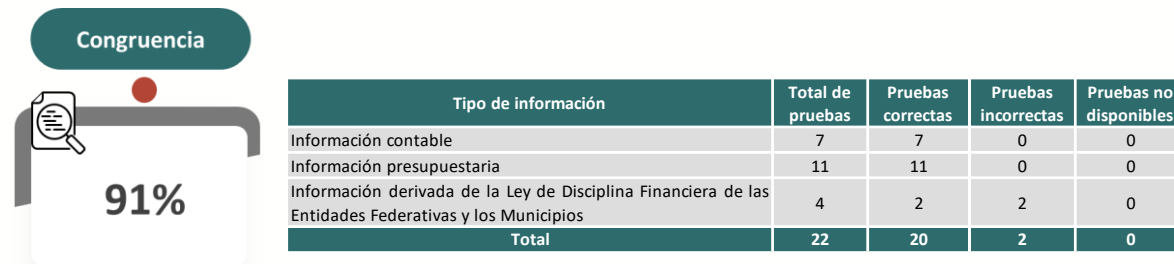 Congruencia
91%
Tipo de información Total de pruebas Pruebas correctas Pruebas incorrectas Pruebas no disponibles
Información contable 7 7 0 0
Información presupuestaria 11 11 0 0
Información derivada de la Ley de Disciplina Financiera de las
Entidades Federativas y los Municipios 4 2 2 0
Total 22 20 2 0